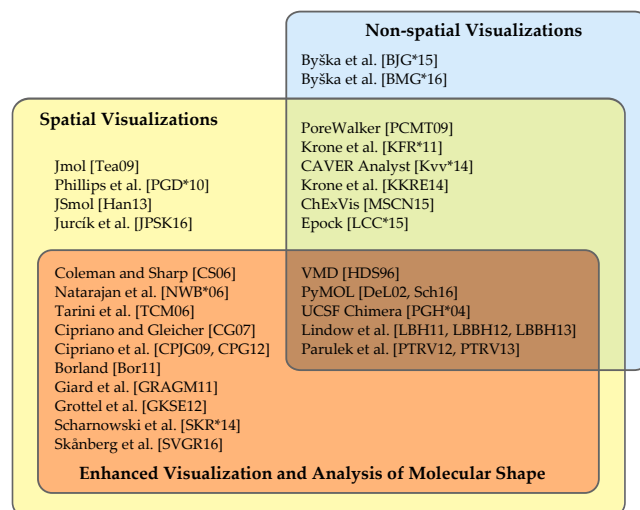 Non-spatial Visualizations
Byška et al. [BJG*15]
Byška et al. [BMG*16]
Spatial Visualizations
Jmol [Tea09]
Phillips et al. [PGD*10]
JSmol [Han13]
Jurcík et al. [JPSK16]
PoreWalker [PCMT09]
Krone et al. [KFR*11]
CAVER Analyst [Kvv*14]
Krone et al. [KKRE14]
ChExVis [MSCN15]
Epock [LCC*15]
Coleman and Sharp [CS06]
Natarajan et al. [NWB*06]
Tarini et al. [TCM06]
Cipriano and Gleicher [CG07]
Cipriano et al. [CPJG09, CPG12]
Borland [Bor11]
Giard et al. [GRAGM11]
Grottel et al. [GKSE12]
Scharnowski et al. [SKR*14]
Skånberg et al. [SVGR16]
VMD [HDS96]
PyMOL [DeL02, Sch16]
UCSF Chimera [PGH*04]
Lindow et al. [LBH11, LBBH12, LBBH13]
Parulek et al. [PTRV12, PTRV13]
Enhanced Visualization and Analysis of Molecular Shape